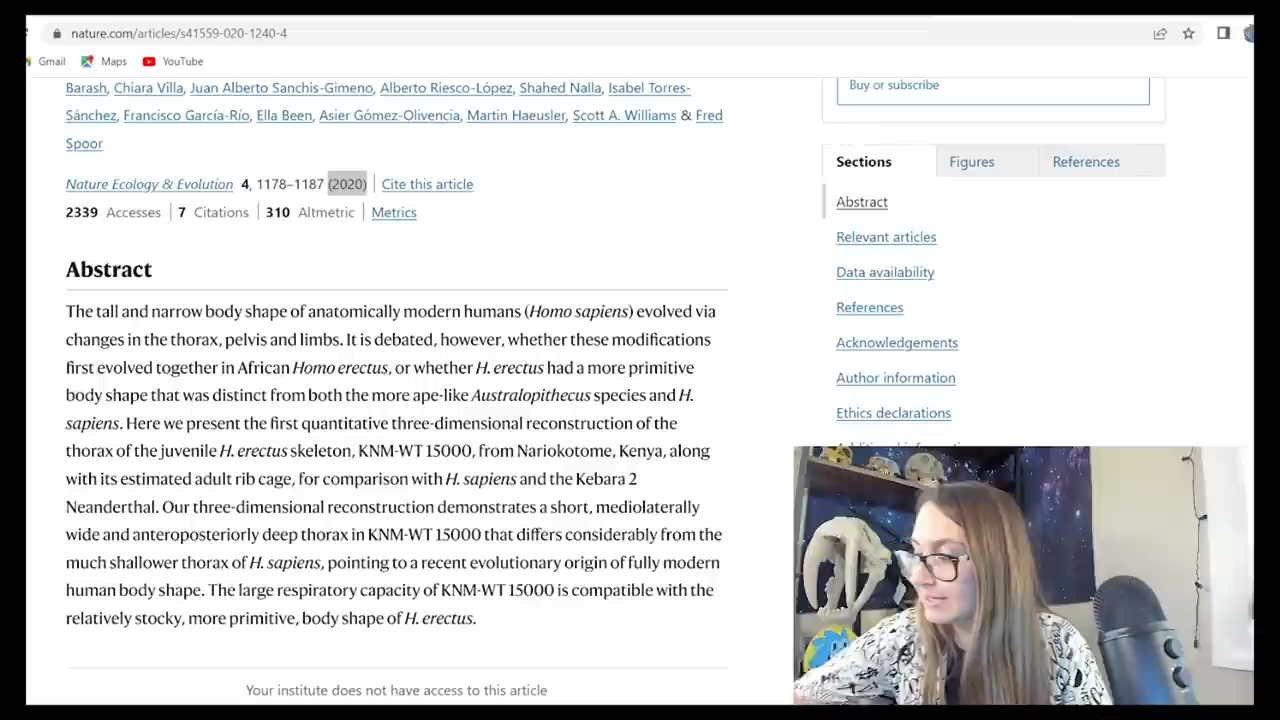 nature.com/articles/s41559-020-1240-4
Gmail Maps YouTube
Barash, Chiara Villa, Juan Alberto Sanchis-Gimeno, Alberto Riesco-López, Shahed Nalla, Isabel Torres-
Sánchez, Francisco García-Río, Ella Been, Asier Gómez-Olivencia, Martin Haeusler, Scott A. Williams & Fred
Spoor
Nature Ecology & Evolution 4, 1178–1187 (2020) Cite this article
2339 Accesses 7 Citations 310 Altmetric Metrics
Abstract
The tall and narrow body shape of anatomically modern humans (Homo sapiens) evolved via
changes in the thorax, pelvis and limbs. It is debated, however, whether these modifications
first evolved together in African Homo erectus, or whether H. erectus had a more primitive
body shape that was distinct from both the more ape-like Australopithecus species and H.
sapiens. Here we present the first quantitative three-dimensional reconstruction of the
thorax of the juvenile H. erectus skeleton, KNM-WT 15000, from Nariokotome, Kenya, along
with its estimated adult rib cage, for comparison with H. sapiens and the Kebara 2
Neanderthal. Our three-dimensional reconstruction demonstrates a short, mediolaterally
wide and anteroposteriorly deep thorax in KNM-WT 15000 that differs considerably from the
much shallower thorax of H. sapiens, pointing to a recent evolutionary origin of fully modern
human body shape. The large respiratory capacity of KNM-WT 15000 is compatible with the
relatively stocky, more primitive, body shape of H. erectus.
Your institute does not have access to this article
Buy or subscribe
Sections Figures References
Abstract
Relevant articles
Data availability
References
Acknowledgements
Author information
Ethics declarations